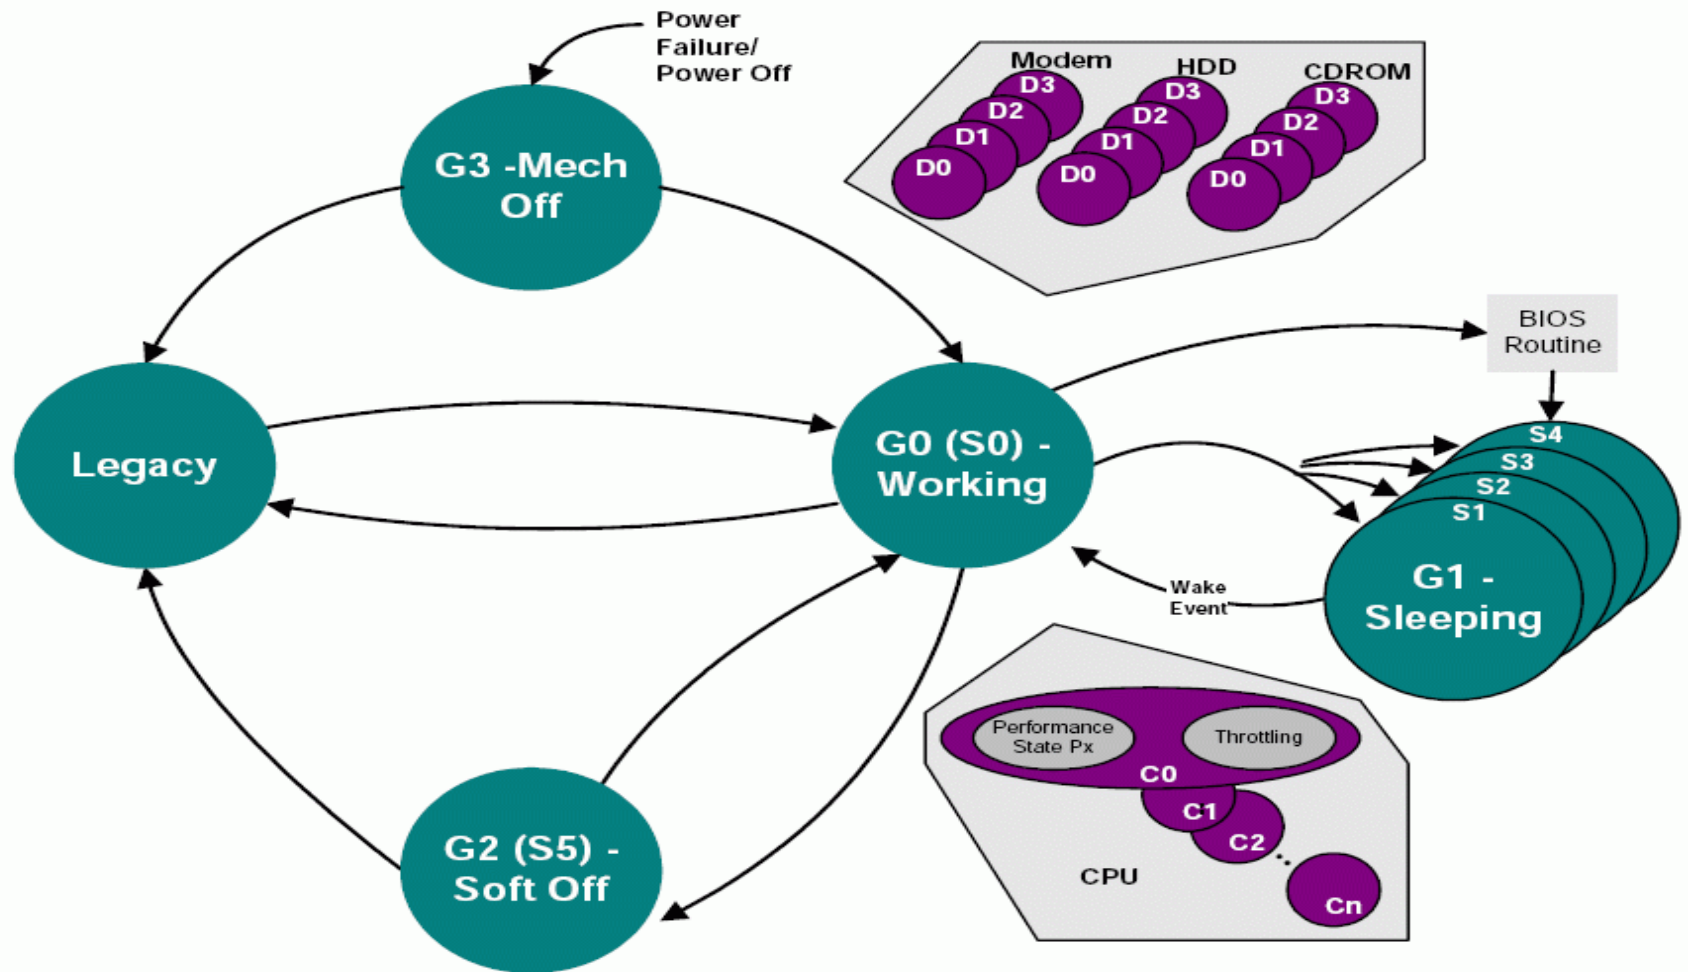 Power
Failure/
Power Off
G3 -Mech
Off
Modem
D3
D2
D1
D0
HDD
D3
D2
D1
D0
CDROM
D3
D2
D1
D0
BIOS
Routine
Legacy
G0 (S0) -
Working
S4
S3
S2
S1
G1 -
Sleeping
Wake
Event
Performance
State Px
Throttling
C0
C1
C2
Cn
CPU
G2 (S5) -
Soft Off